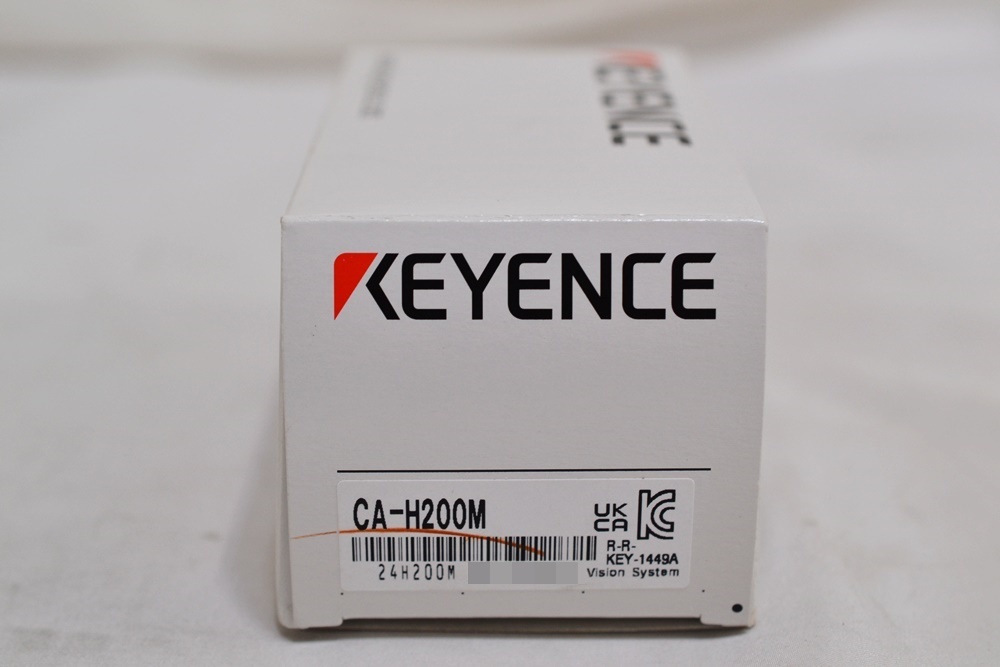 KEYENCE
KEYENCE
CA-H200M
UK
CA
R-R-
KEY-1449A
24H200M
Vision System